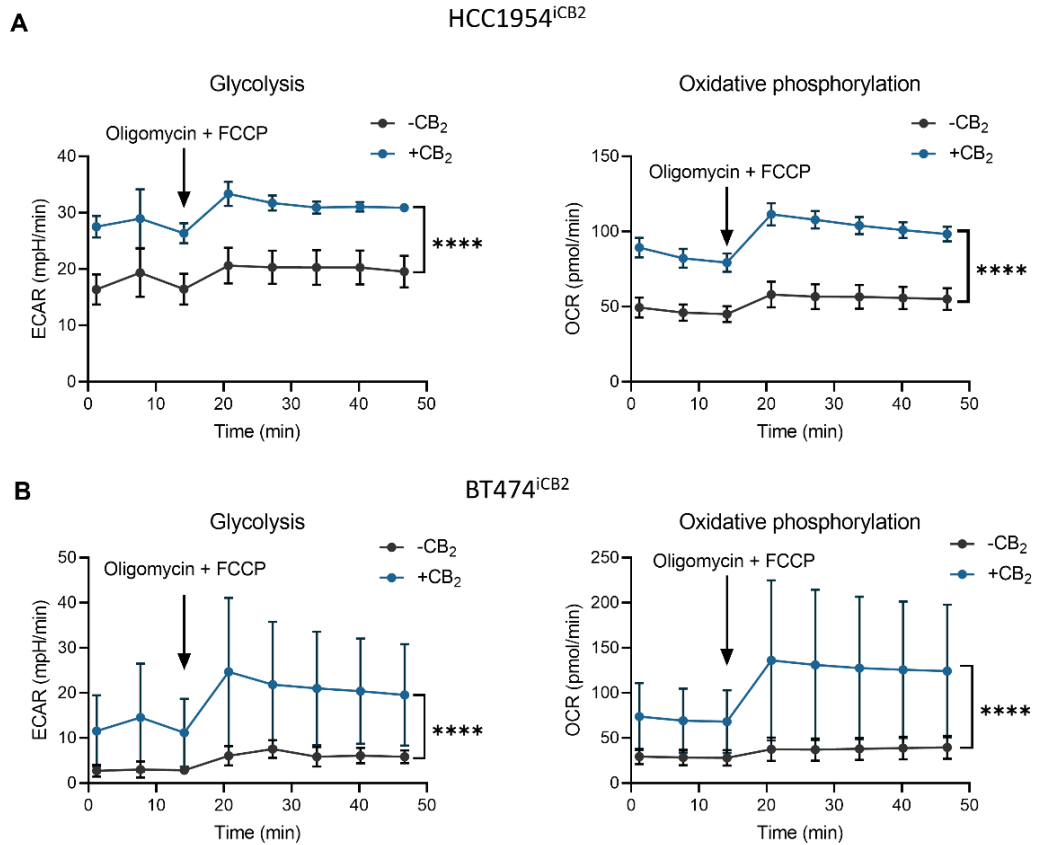 A
HCC1954iCB2
Glycolysis
Oligomycin + FCCP
-CB2
+CB2
40
30
20
10
0
ECAR (mpH/min)
0 10 20 30 40 50
Time (min)
****
Oxidative phosphorylation
Oligomycin + FCCP
-CB2
+CB2
150
100
50
0
OCR (pmol/min)
0 10 20 30 40 50
Time (min)
****
B
BT474iCB2
Glycolysis
Oligomycin + FCCP
-CB2
+CB2
50
40
30
20
10
0
ECAR (mpH/min)
0 10 20 30 40 50
Time (min)
****
Oxidative phosphorylation
Oligomycin + FCCP
-CB2
+CB2
250
200
150
100
50
0
OCR (pmol/min)
0 10 20 30 40 50
Time (min)
****